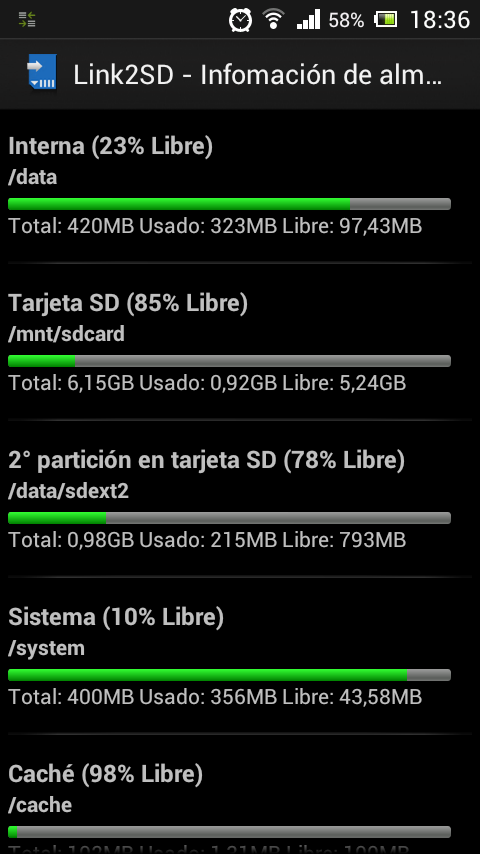 58% 18:36
Link2SD - Infomación de alm...
Interna (23% Libre)
/data
Total: 420MB Usado: 323MB Libre: 97,43MB
Tarjeta SD (85% Libre)
/mnt/sdcard
Total: 6,15GB Usado: 0,92GB Libre: 5,24GB
2° partición en tarjeta SD (78% Libre)
/data/sdext2
Total: 0,98GB Usado: 215MB Libre: 793MB
Sistema (10% Libre)
/system
Total: 400MB Usado: 356MB Libre: 43,58MB
Caché (98% Libre)
/cache
Total: Usado: Libre: